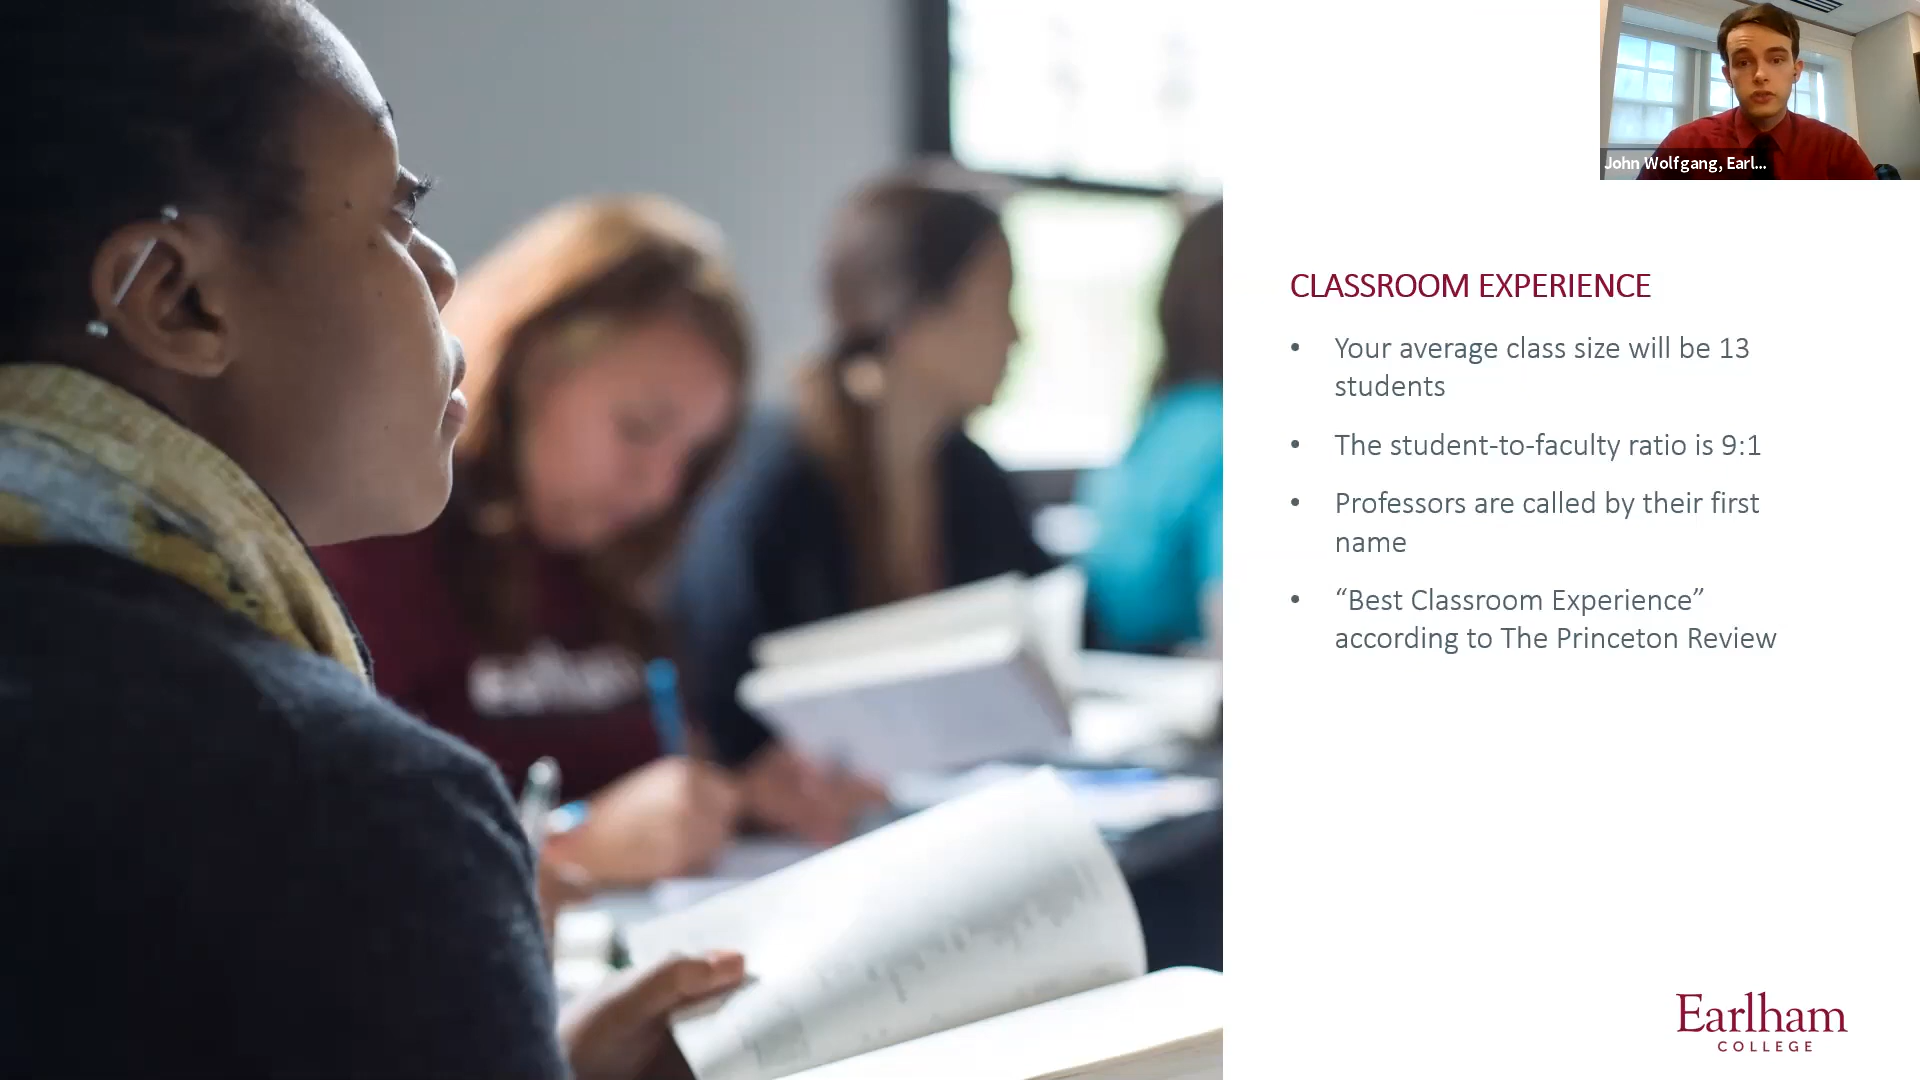 John Wolfgang, Earl...
CLASSROOM EXPERIENCE
• Your average class size will be 13
students
• The student-to-faculty ratio is 9:1
• Professors are called by their first
name
• “Best Classroom Experience”
according to The Princeton Review
Earlham
COLLEGE